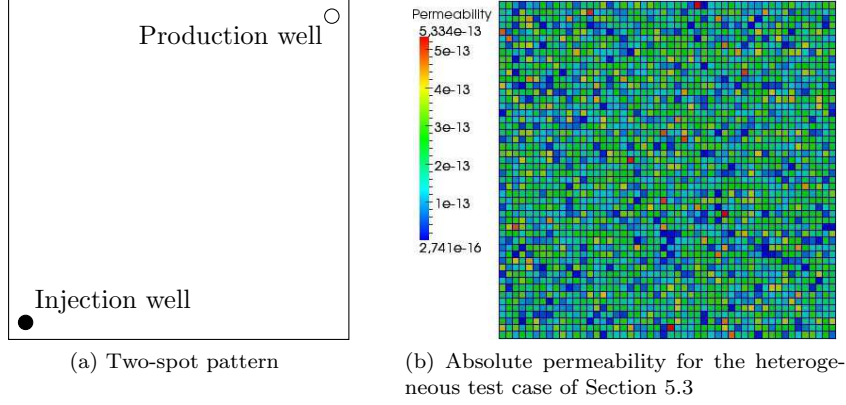 Production well
Injection well
(a) Two-spot pattern
Permeability
5,334e-13
5e-13
4e-13
3e-13
2e-13
1e-13
2,741e-16
(b) Absolute permeability for the heteroge-
neous test case of Section 5.3